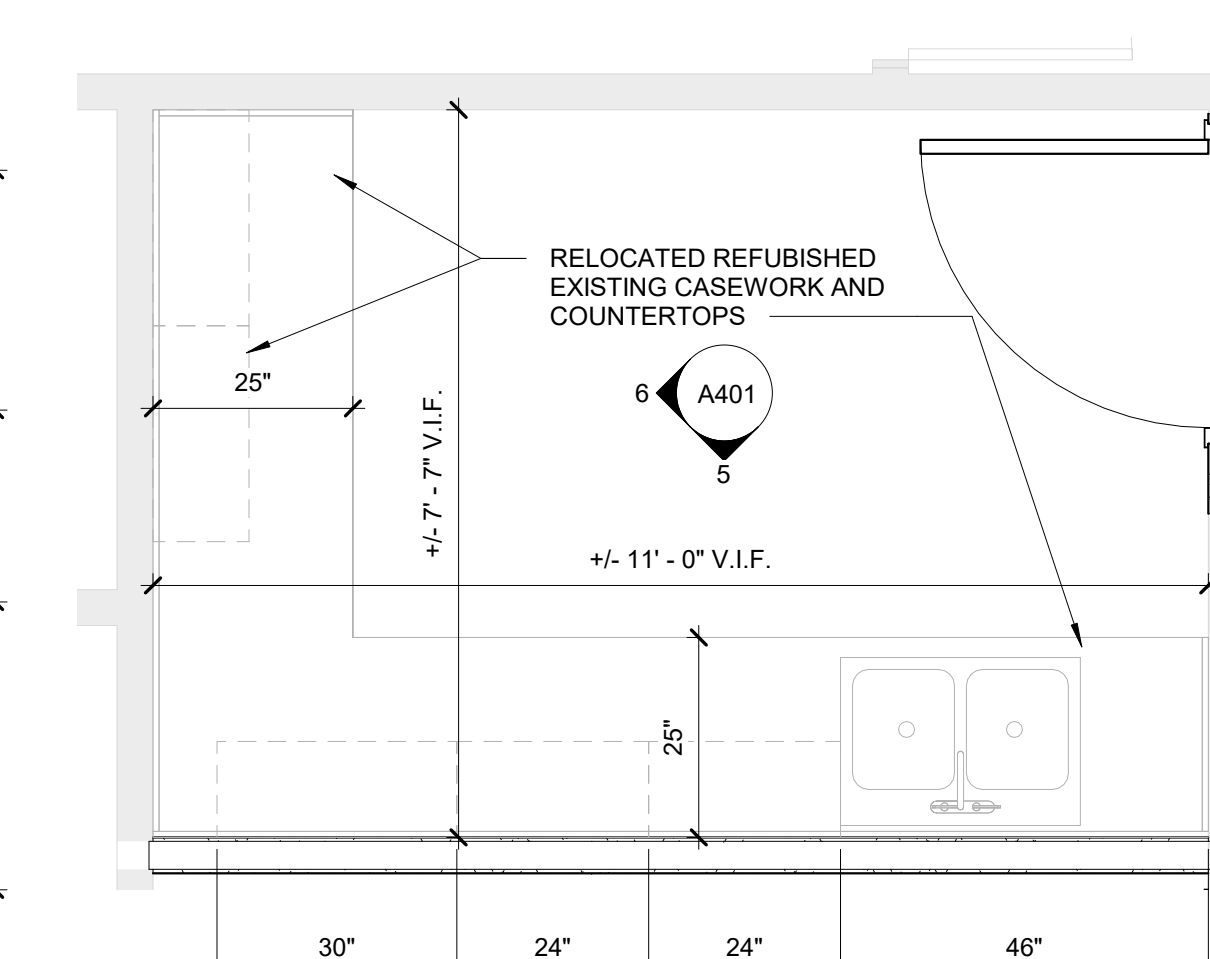 RELOCATED REFUBISHED
EXISTING CASEWORK AND
COUNTERTOPS
25"
6
A401
5
+/- 7' - 7" V.I.F.
+/- 11' - 0" V.I.F.
25"
30"
24"
24"
46"